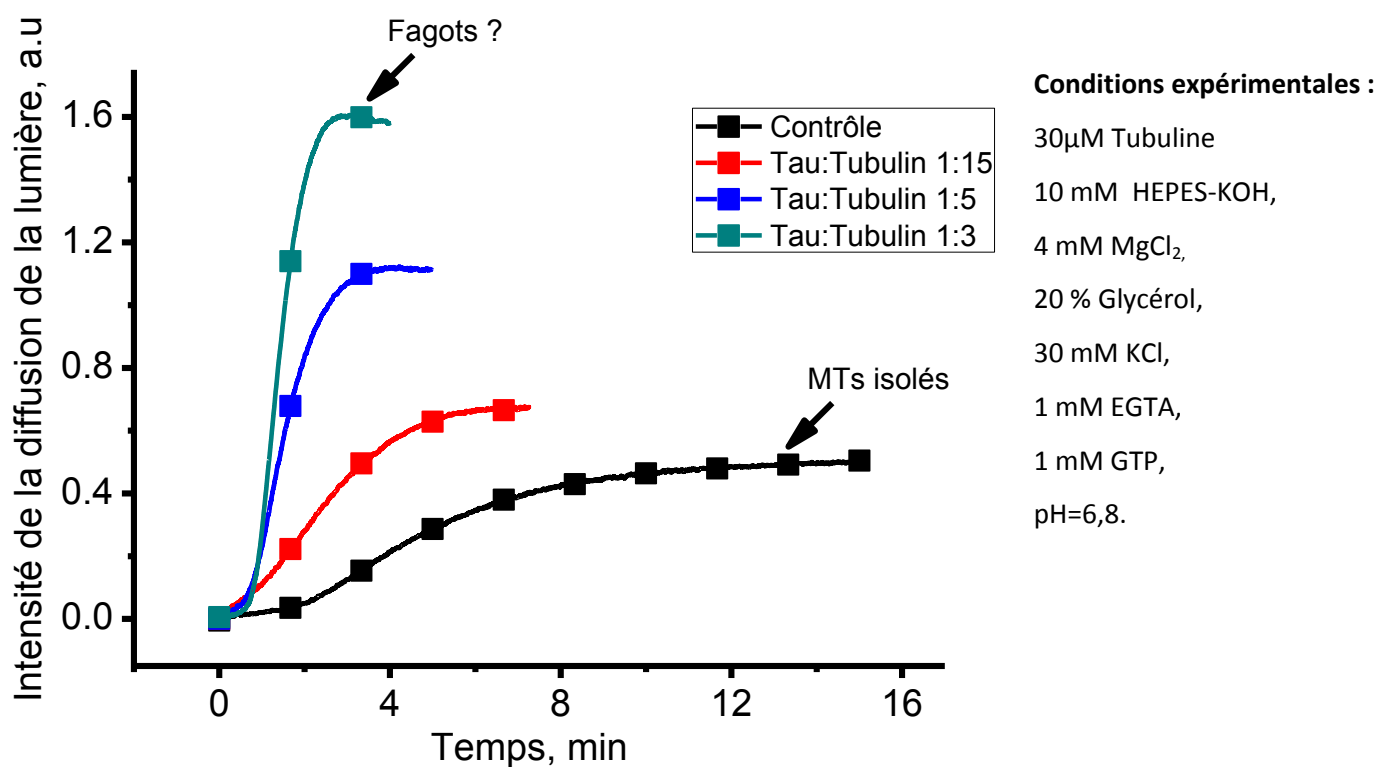 Intensité de la diffusion de la lumière, a.u
Fagots ?
1.6
1.2
0.8
0.4
0.0
Contrôle
Tau:Tubulin 1:15
Tau:Tubulin 1:5
Tau:Tubulin 1:3
MTs isolés
0 4 8 12 16
Temps, min
Conditions expérimentales :
30µM Tubuline
10 mM HEPES-KOH,
4 mM MgCl₂,
20 % Glycérol,
30 mM KCl,
1 mM EGTA,
1 mM GTP,
pH=6,8.